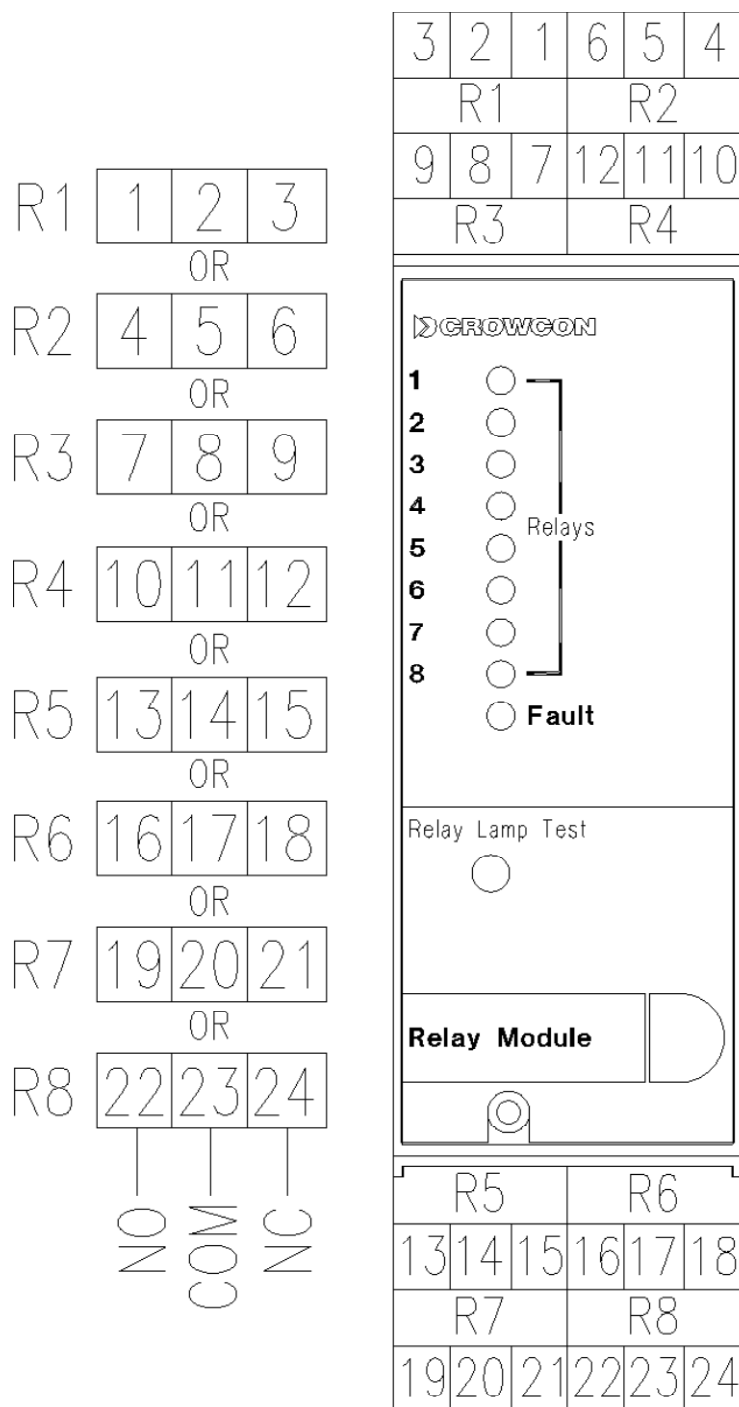 R1 1 2 3
OR
R2 4 5 6
OR
R3 7 8 9
OR
R4 10 11 12
OR
R5 13 14 15
OR
R6 16 17 18
OR
R7 19 20 21
OR
R8 22 23 24
NO COM NC
3 2 1 6 5 4
R1 R2
9 8 7 12 11 10
R3 R4
CROWCON
1
2
3
4
Relays
5
6
7
8
Fault
Relay Lamp Test
Relay Module
R5 R6
13 14 15 16 17 18
R7 R8
19 20 21 22 23 24